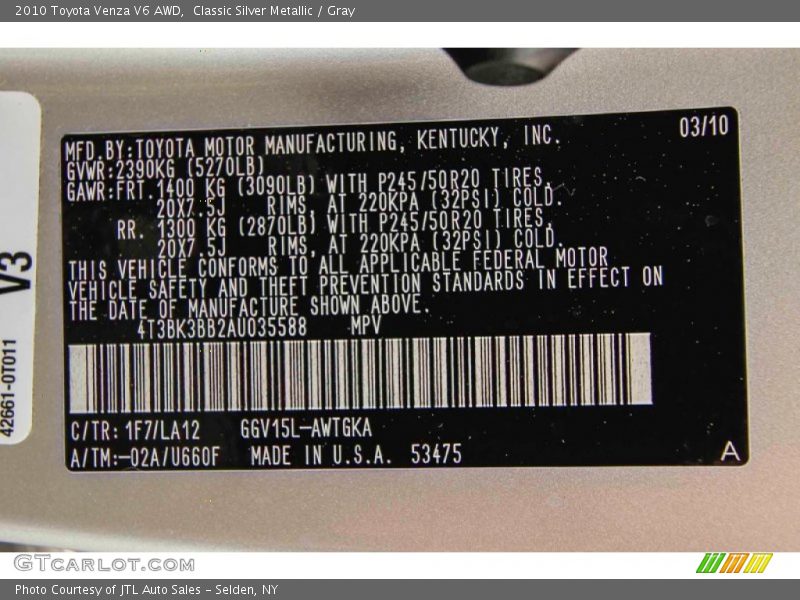 2010 Toyota Venza V6 AWD,  Classic Silver Metallic / Gray
MFD.BY:TOYOTA MOTOR MANUFACTURING, KENTUCKY, INC. 03/10
GVWR:2390KG (5270LB)
GAWR:FRT.1400 KG (3090LB) WITH P245/50R20 TIRES,
20X7.5J RIMS, AT 220KPA (32PSI) COLD.
RR. 1300 KG (2870LB) WITH P245/50R20 TIRES,
20X7.5J RIMS, AT 220KPA (32PSI) COLD.
THIS VEHICLE CONFORMS TO ALL APPLICABLE FEDERAL MOTOR
VEHICLE SAFETY AND THEFT PREVENTION STANDARDS IN EFFECT ON
THE DATE OF MANUFACTURE SHOWN ABOVE.
4T3BK3BB2AU035588 MPV
C/TR: 1F7/LA12 GGV15L-AWTGKA
A/TM:-02A/U660F MADE IN U.S.A. 53475 A
V3
42661-0T011
GTCARLOT.COM
Photo Courtesy of JTL Auto Sales - Selden, NY